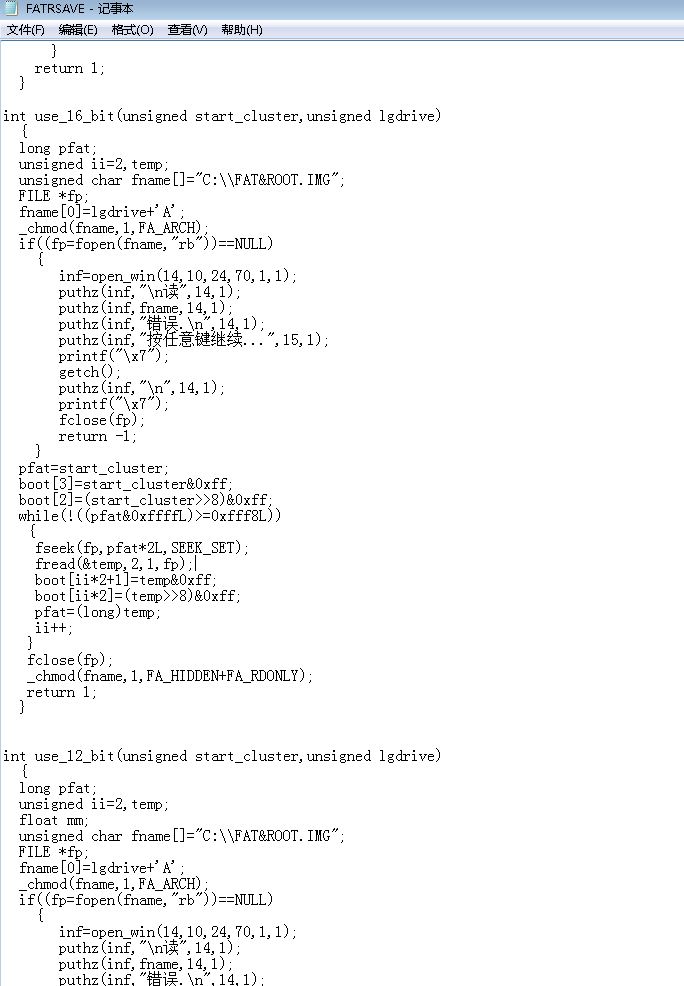 FATRSAVE - 记事本
文件(F) 编辑(E) 格式(O) 查看(V) 帮助(H)
}
return 1;
}
int use_16_bit(unsigned start_cluster,unsigned lgdrive)
{
long pfat;
unsigned ii=2,temp;
unsigned char fname[]="C:\\FAT&ROOT.IMG";
FILE *fp;
fname[0]=lgdrive+'A';
_chmod(fname,1,FA_ARCH);
if((fp=fopen(fname,"rb"))==NULL)
{
inf=open_win(14,10,24,70,1,1);
puthz(inf,"\n读",14,1);
puthz(inf,fname,14,1);
puthz(inf,"错误.\n",14,1);
puthz(inf,"按任意键继续...",15,1);
printf("\x7");
getch();
puthz(inf,"\n",14,1);
printf("\x7");
fclose(fp);
return -1;
}
pfat=start_cluster;
boot[3]=start_cluster&0xff;
boot[2]=(start_cluster>>8)&0xff;
while(!((pfat&0xffffL)>=0xfff8L))
{
fseek(fp,pfat*2L,SEEK_SET);
fread(&temp,2,1,fp);
boot[ii*2+1]=temp&0xff;
boot[ii*2]=(temp>>8)&0xff;
pfat=(long)temp;
ii++;
}
fclose(fp);
_chmod(fname,1,FA_HIDDEN+FA_RDONLY);
return 1;
}
int use_12_bit(unsigned start_cluster,unsigned lgdrive)
{
long pfat;
unsigned ii=2,temp;
float mm;
unsigned char fname[]="C:\\FAT&ROOT.IMG";
FILE *fp;
fname[0]=lgdrive+'A';
_chmod(fname,1,FA_ARCH);
if((fp=fopen(fname,"rb"))==NULL)
{
inf=open_win(14,10,24,70,1,1);
puthz(inf,"\n读",14,1);
puthz(inf,fname,14,1);
puthz(inf,"错误.\n",14,1);